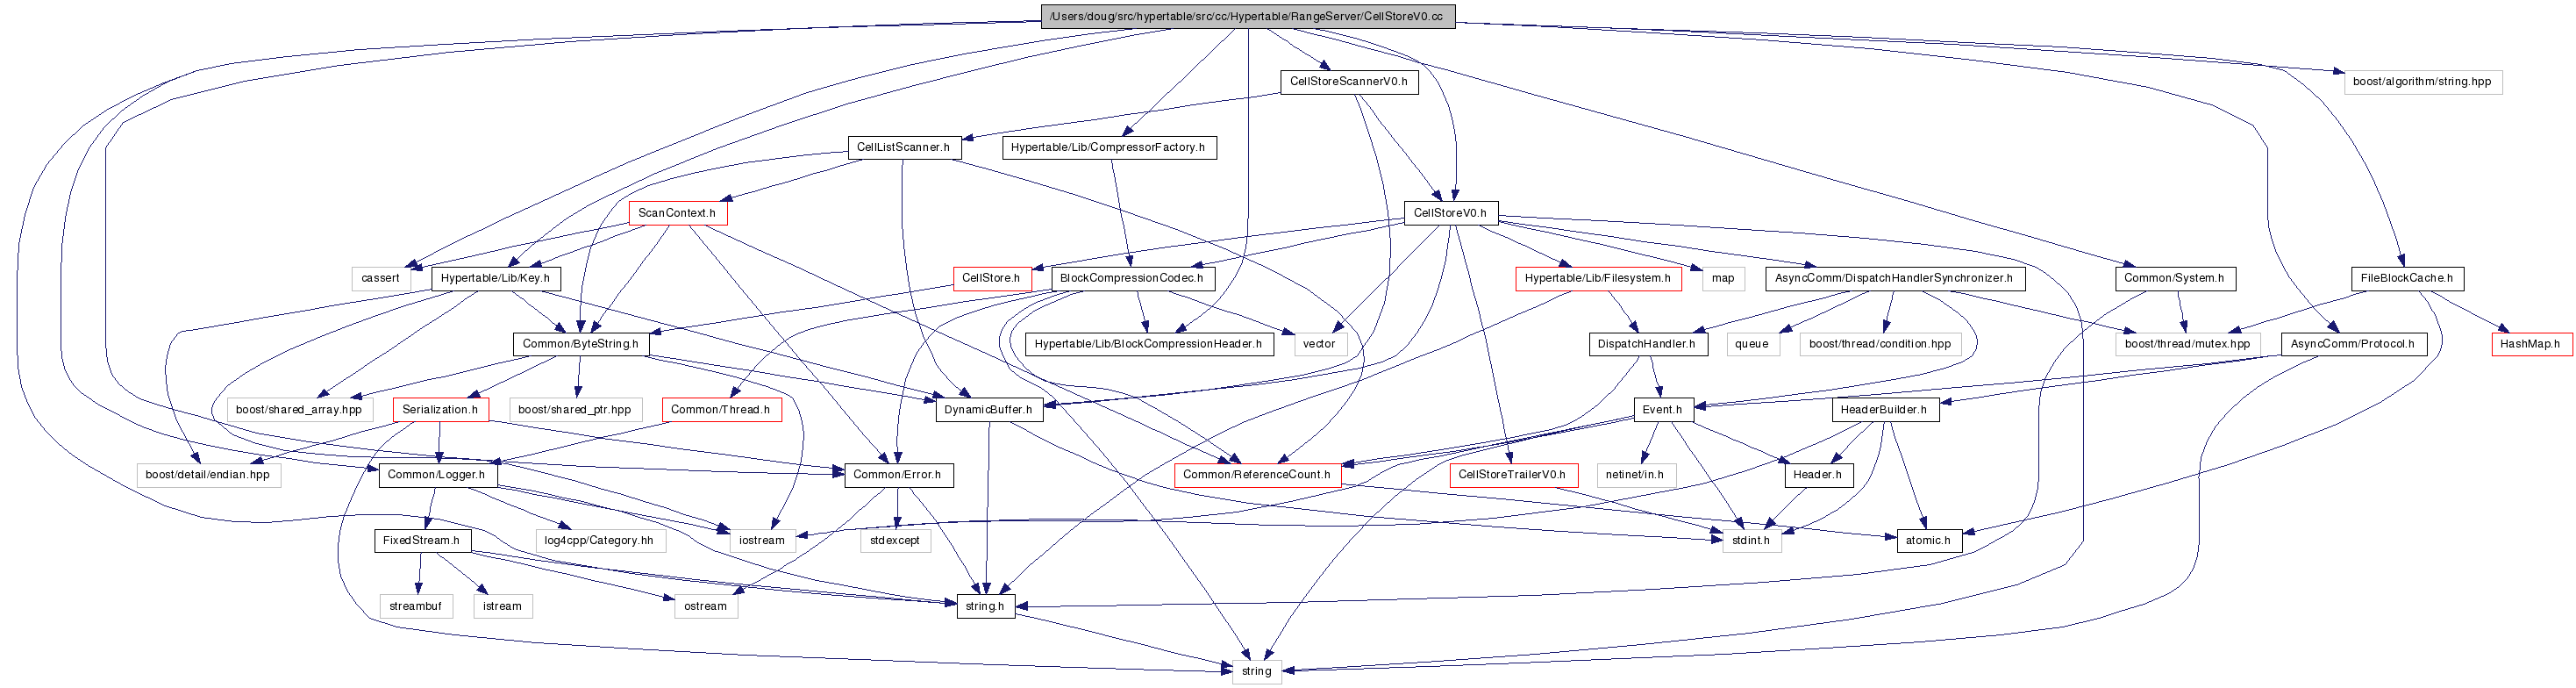 /Users/doug/src/hypertable/src/cc/Hypertable/RangeServer/CellStoreV0.cc
CellStoreScannerV0.h
boost/algorithm/string.hpp
CellListScanner.h
Hypertable/Lib/CompressorFactory.h
ScanContext.h
CellStoreV0.h
cassert
Hypertable/Lib/Key.h
CellStore.h
BlockCompressionCodec.h
Hypertable/Lib/Filesystem.h
map
AsyncComm/DispatchHandlerSynchronizer.h
Common/System.h
FileBlockCache.h
Common/ByteString.h
Hypertable/Lib/BlockCompressionHeader.h
vector
DispatchHandler.h
queue
boost/thread/condition.hpp
boost/thread/mutex.hpp
AsyncComm/Protocol.h
HashMap.h
boost/shared_array.hpp
Serialization.h
boost/shared_ptr.hpp
Common/Thread.h
DynamicBuffer.h
Event.h
HeaderBuilder.h
boost/detail/endian.hpp
Common/Logger.h
Common/Error.h
Common/ReferenceCount.h
CellStoreTrailerV0.h
netinet/in.h
Header.h
FixedStream.h
log4cpp/Category.hh
iostream
stdexcept
stdint.h
atomic.h
streambuf
istream
ostream
string.h
string